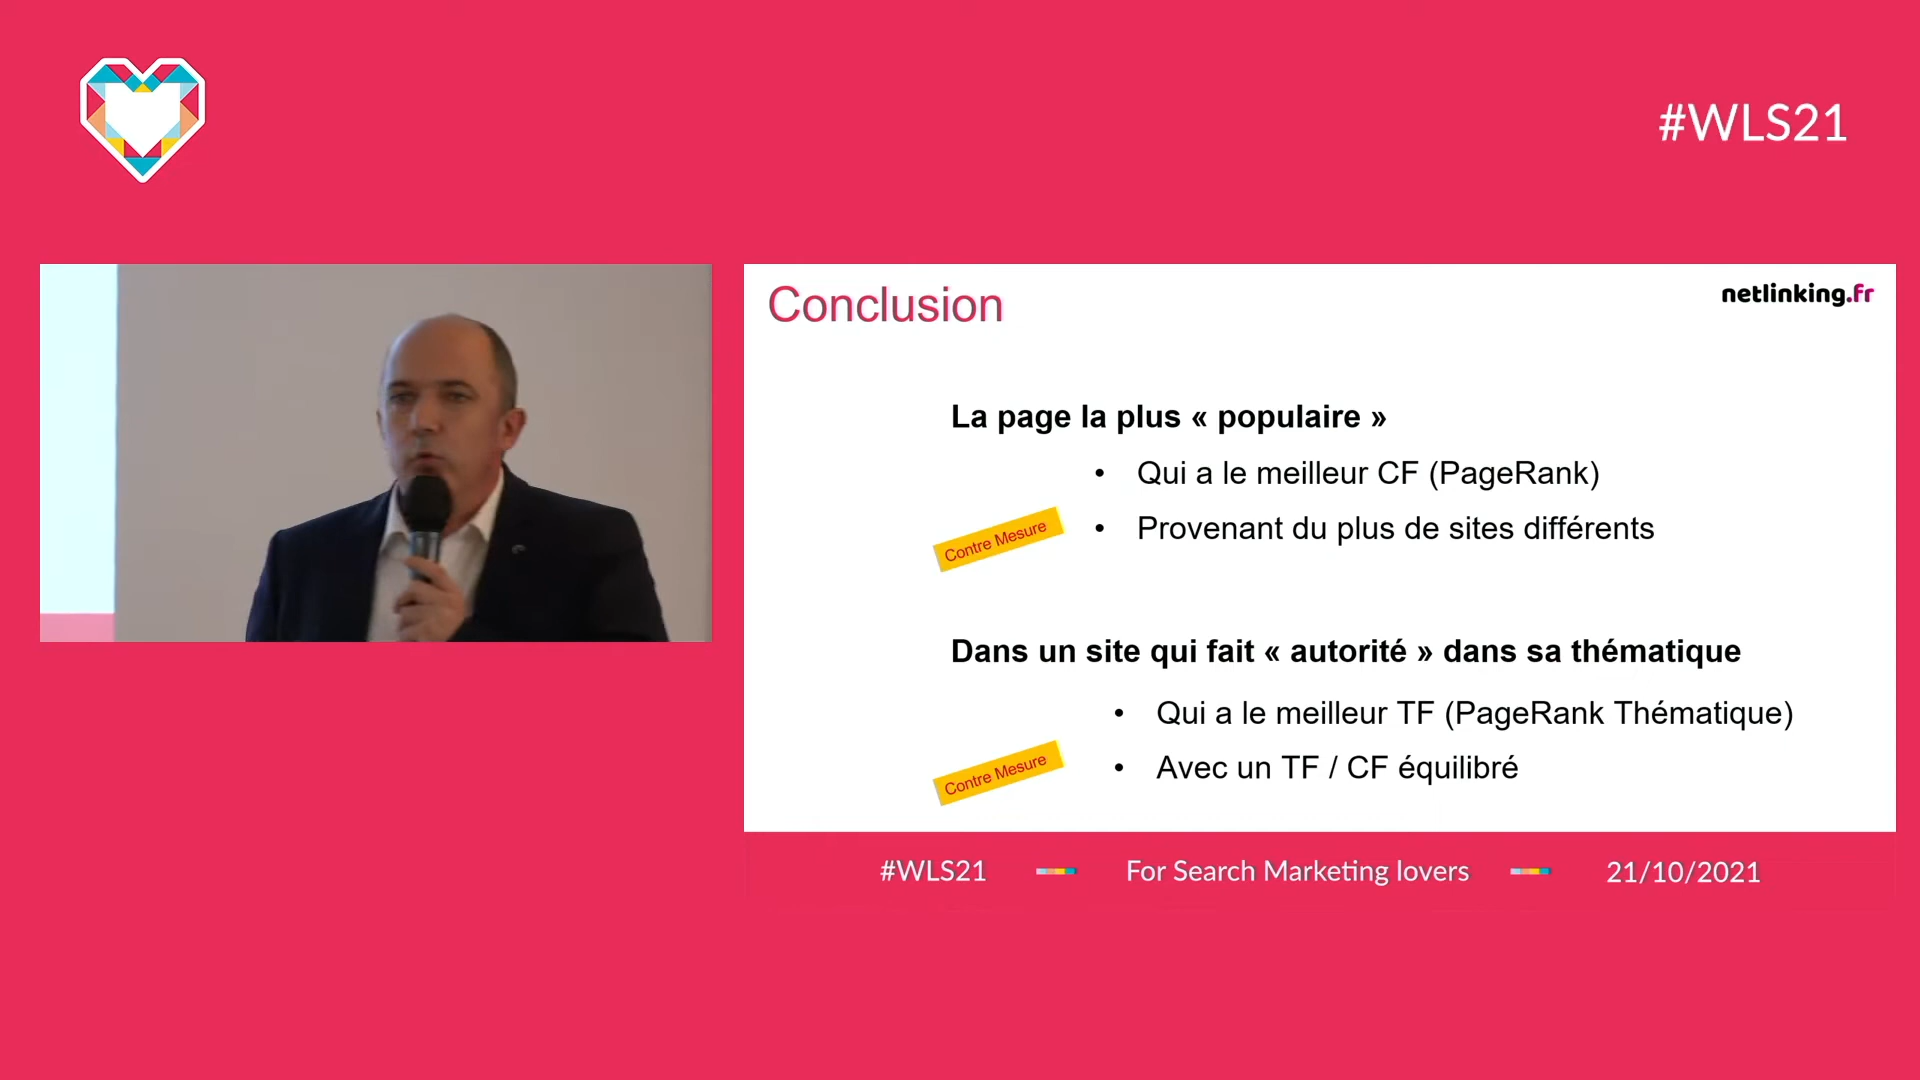 #WLS21
Conclusion
netlinking.fr
La page la plus « populaire »
• Qui a le meilleur CF (PageRank)
Contre Mesure
• Provenant du plus de sites différents
Dans un site qui fait « autorité » dans sa thématique
• Qui a le meilleur TF (PageRank Thématique)
Contre Mesure
• Avec un TF / CF équilibré
#WLS21
For Search Marketing lovers
21/10/2021